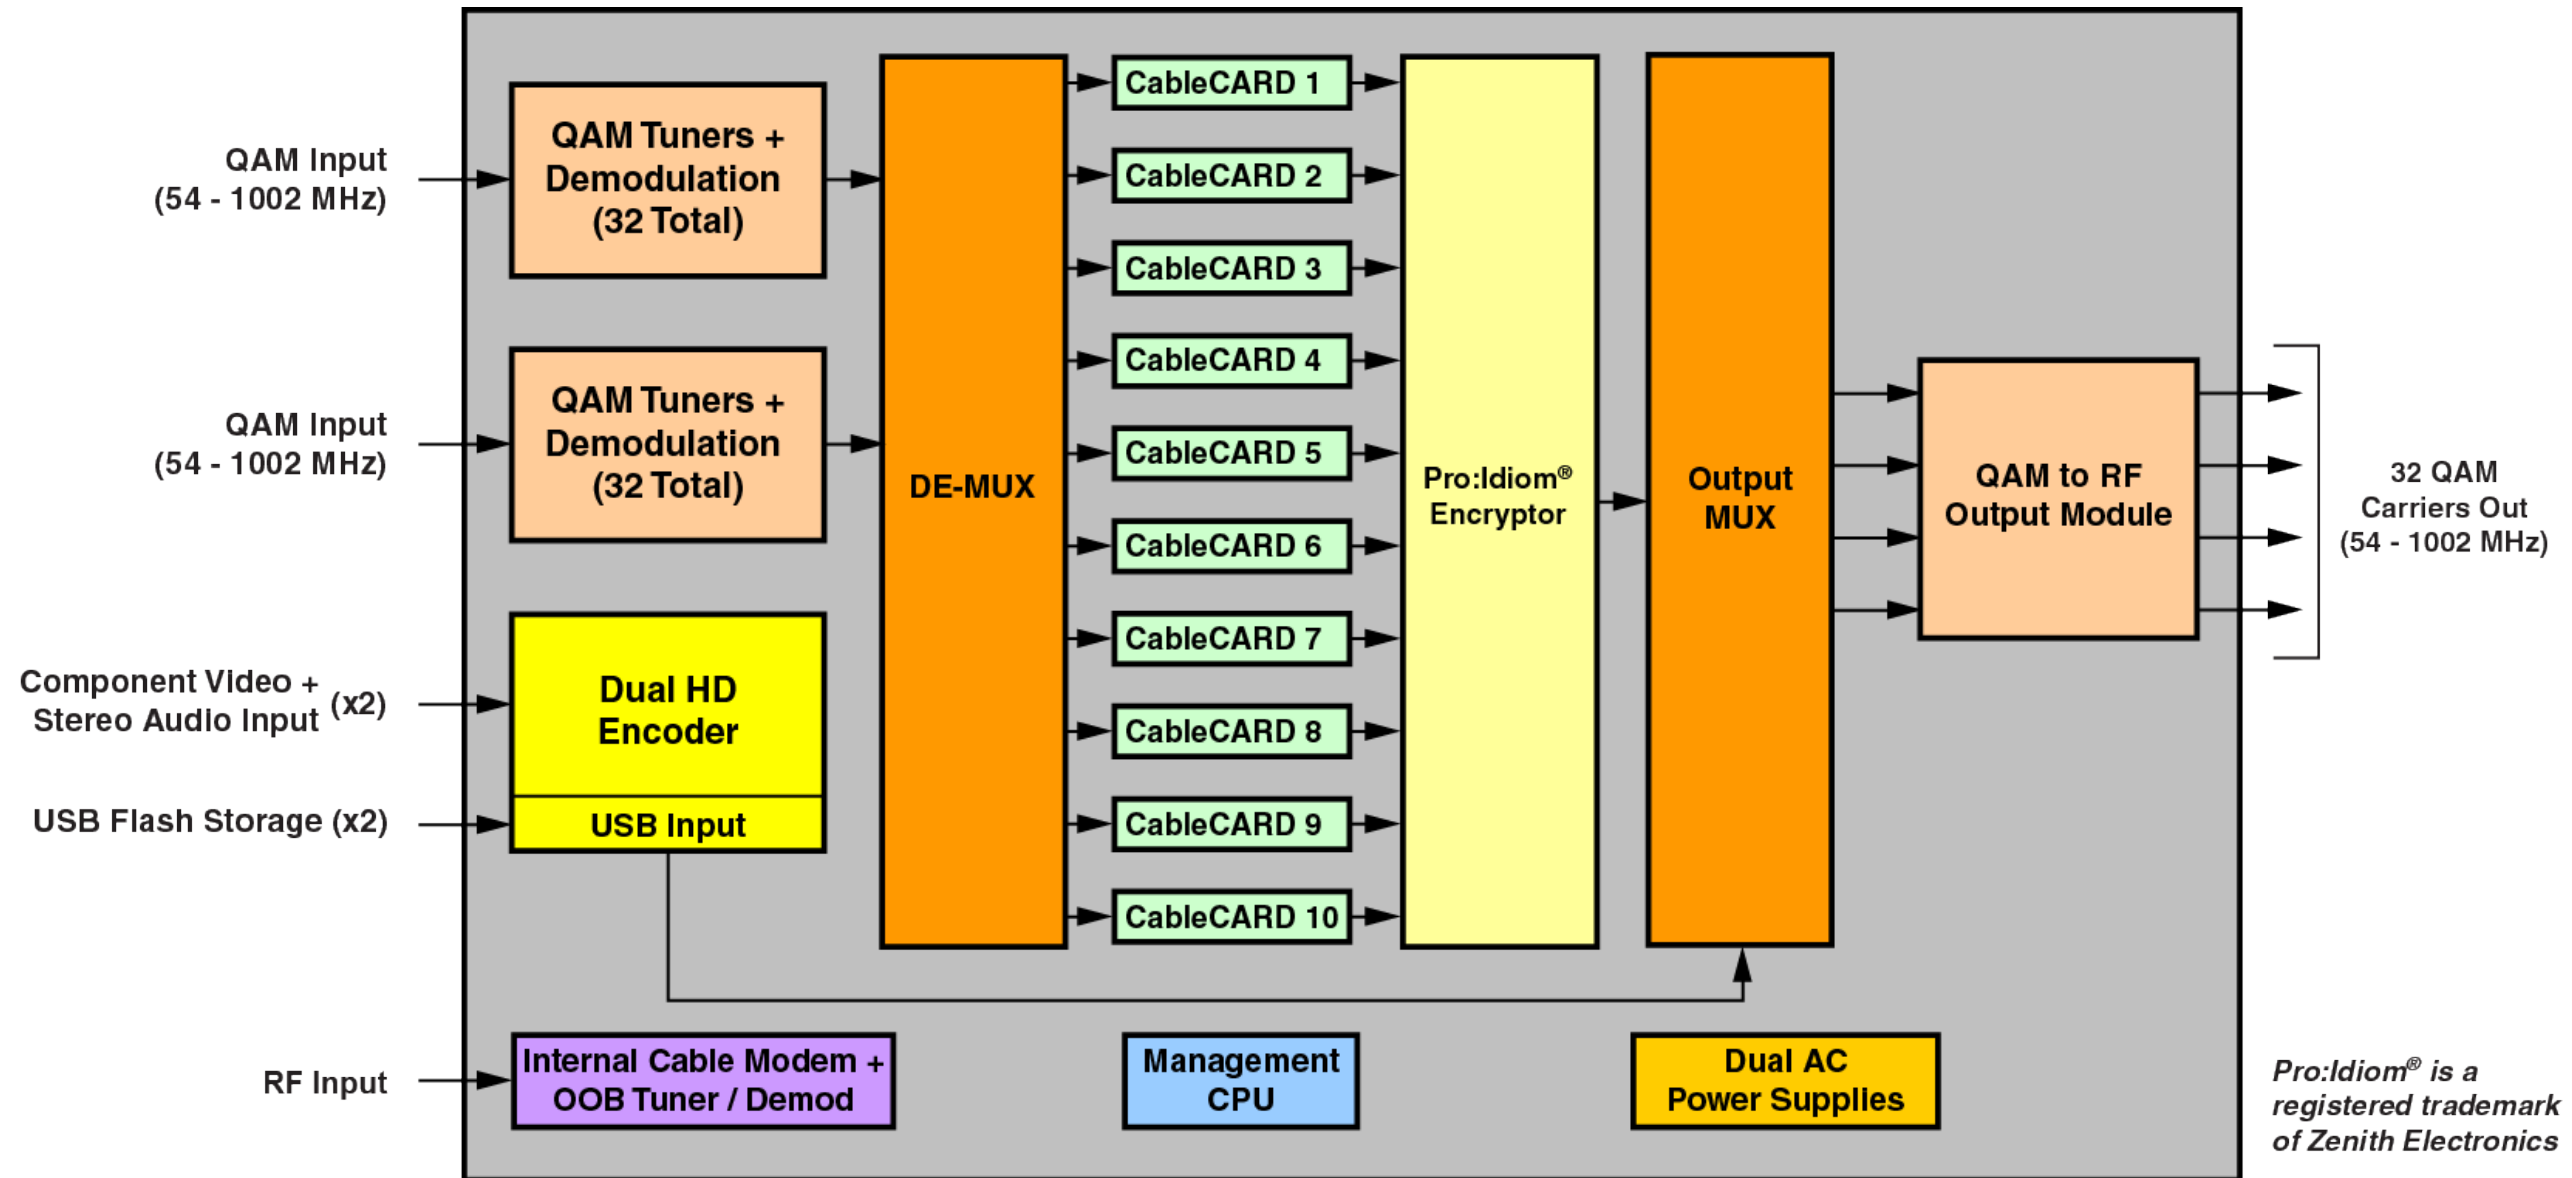 QAM Input
(54 - 1002 MHz)
QAM Input
(54 - 1002 MHz)
Component Video +
Stereo Audio Input
(x2)
USB Flash Storage (x2)
RF Input
QAM Tuners +
Demodulation
(32 Total)
QAM Tuners +
Demodulation
(32 Total)
Dual HD
Encoder
USB Input
Internal Cable Modem +
OOB Tuner / Demod
DE-MUX
CableCARD 1
CableCARD 2
CableCARD 3
CableCARD 4
CableCARD 5
CableCARD 6
CableCARD 7
CableCARD 8
CableCARD 9
CableCARD 10
Management
CPU
Pro:Idiom®
Encryptor
Output
MUX
Dual AC
Power Supplies
QAM to RF
Output Module
32 QAM
Carriers Out
(54 - 1002 MHz)
Pro:Idiom® is a
registered trademark
of Zenith Electronics